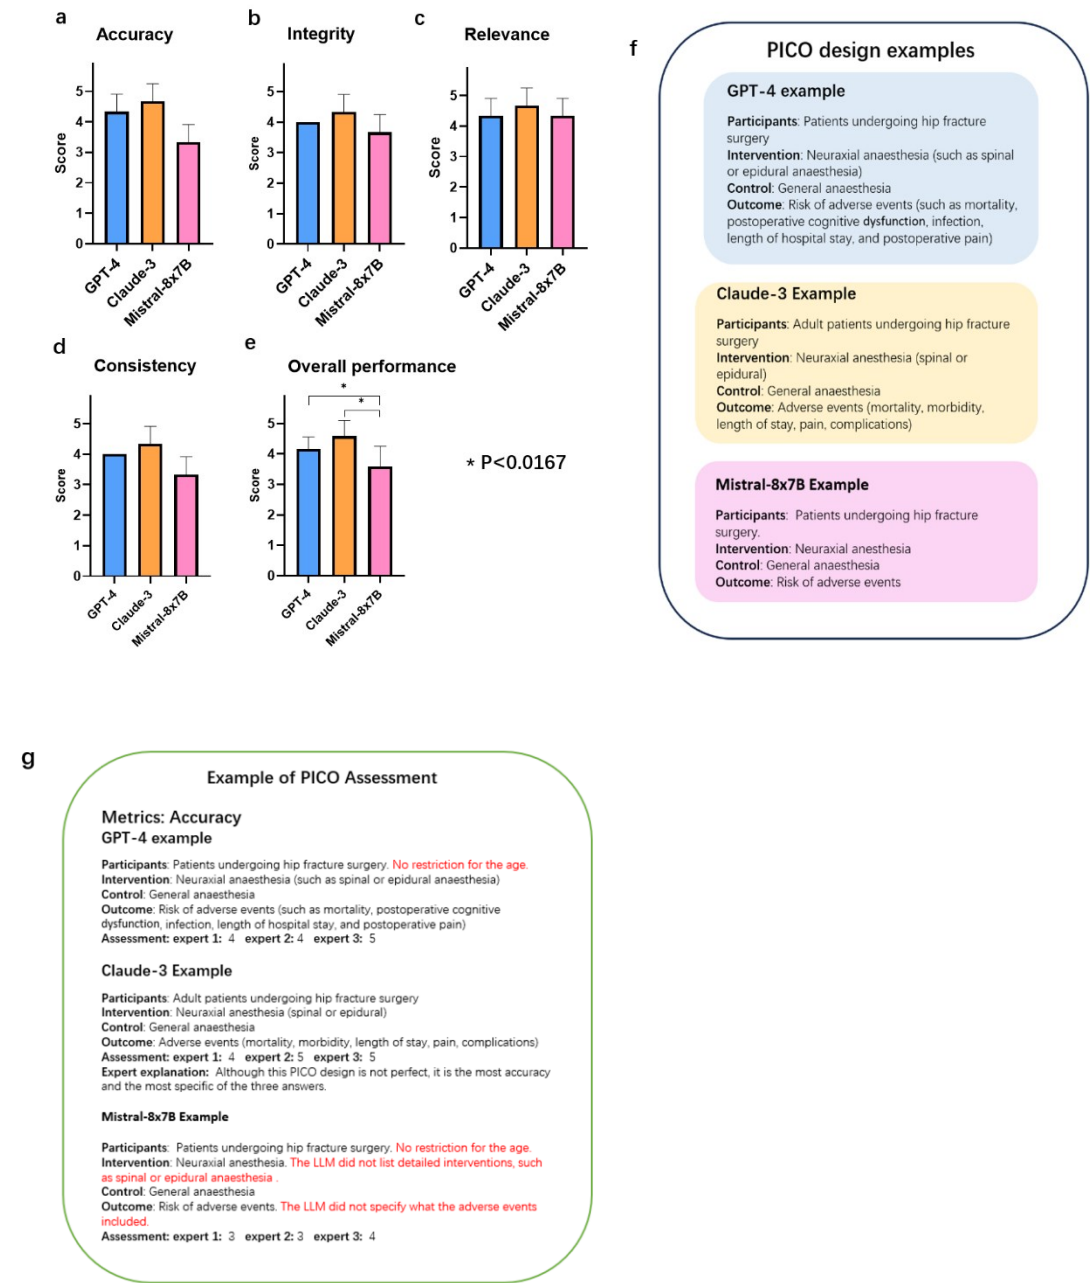 a
Accuracy
Score
5
4
3
2
1
0
GPT-4
Claude-3
Mistral-8x7B
b
Integrity
Score
5
4
3
2
1
0
GPT-4
Claude-3
Mistral-8x7B
c
Relevance
Score
5
4
3
2
1
0
GPT-4
Claude-3
Mistral-8x7B
d
Consistency
Score
5
4
3
2
1
0
GPT-4
Claude-3
Mistral-8x7B
e
Overall performance
*
*
Score
5
4
3
2
1
0
GPT-4
Claude-3
Mistral-8x7B
* P<0.0167
f
PICO design examples
GPT-4 example
Participants: Patients undergoing hip fracture
surgery
Intervention: Neuraxial anaesthesia (such as spinal
or epidural anaesthesia)
Control: General anaesthesia
Outcome: Risk of adverse events (such as mortality,
postoperative cognitive dysfunction, infection,
length of hospital stay, and postoperative pain)
Claude-3 Example
Participants: Adult patients undergoing hip fracture
surgery
Intervention: Neuraxial anesthesia (spinal or
epidural)
Control: General anaesthesia
Outcome: Adverse events (mortality, morbidity,
length of stay, pain, complications)
Mistral-8x7B Example
Participants: Patients undergoing hip fracture
surgery.
Intervention: Neuraxial anesthesia
Control: General anaesthesia
Outcome: Risk of adverse events
g
Example of PICO Assessment
Metrics: Accuracy
GPT-4 example
Participants: Patients undergoing hip fracture surgery. No restriction for the age.
Intervention: Neuraxial anaesthesia (such as spinal or epidural anaesthesia)
Control: General anaesthesia
Outcome: Risk of adverse events (such as mortality, postoperative cognitive
dysfunction, infection, length of hospital stay, and postoperative pain)
Assessment: expert 1: 4 expert 2: 4 expert 3: 5
Claude-3 Example
Participants: Adult patients undergoing hip fracture surgery
Intervention: Neuraxial anesthesia (spinal or epidural)
Control: General anaesthesia
Outcome: Adverse events (mortality, morbidity, length of stay, pain, complications)
Assessment: expert 1: 4 expert 2: 5 expert 3: 5
Expert explanation: Although this PICO design is not perfect, it is the most accuracy
and the most specific of the three answers.
Mistral-8x7B Example
Participants: Patients undergoing hip fracture surgery. No restriction for the age.
Intervention: Neuraxial anesthesia. The LLM did not list detailed interventions, such
as spinal or epidural anaesthesia .
Control: General anaesthesia
Outcome: Risk of adverse events. The LLM did not specify what the adverse events
included.
Assessment: expert 1: 3 expert 2: 3 expert 3: 4